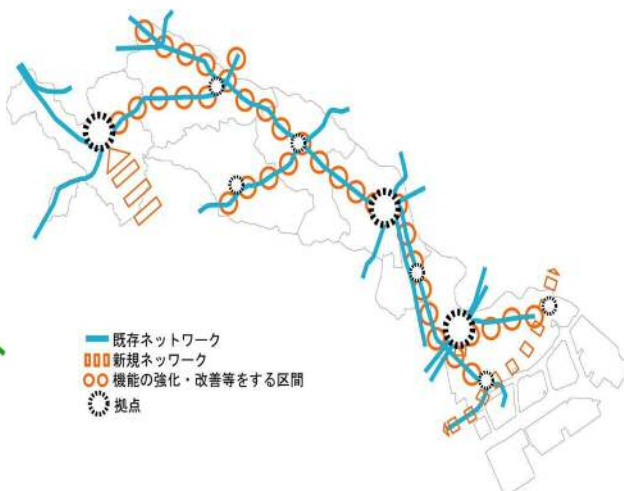 既存ネットワーク
新規ネッワーク
機能の強化・改善等をする区間
拠点